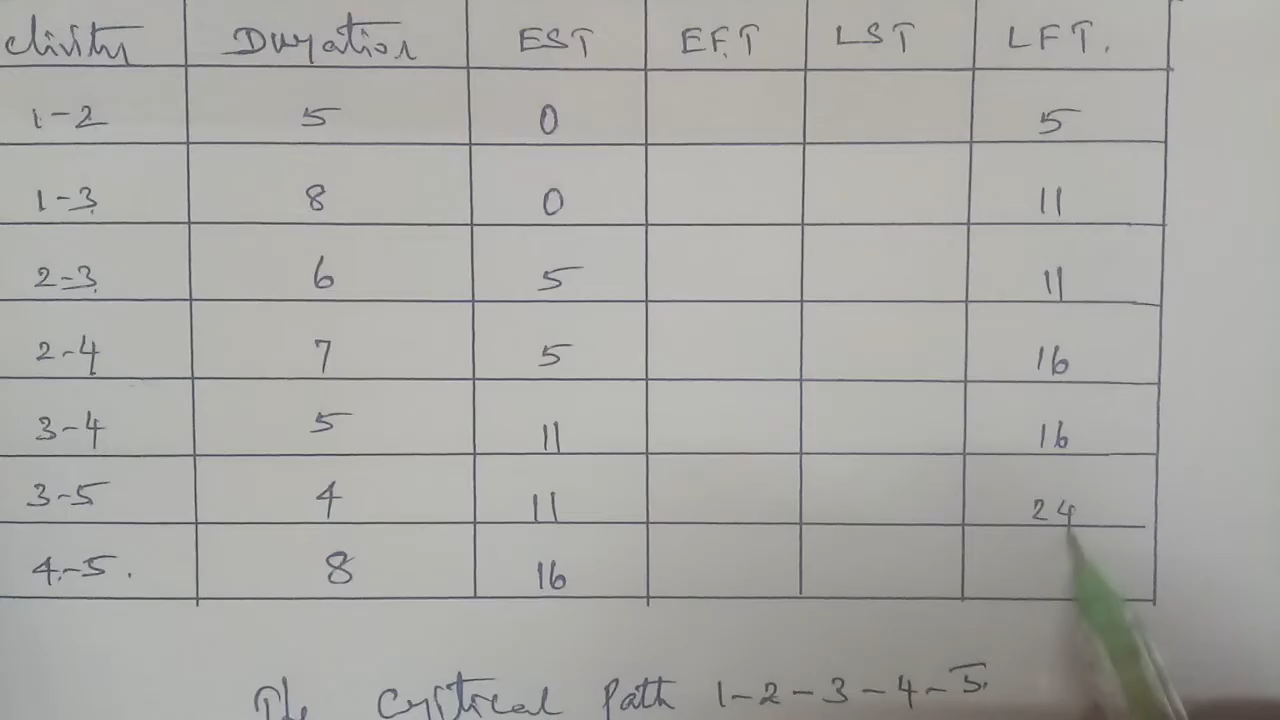 ctivity Duration EST EFT LST LFT.
1-2 5 0 5
1-3 8 0 11
2-3 6 5 11
2-4 7 5 16
3-4 5 11 16
3-5 4 11 24
4-5. 8 16
The Critical Path 1-2-3-4-5.